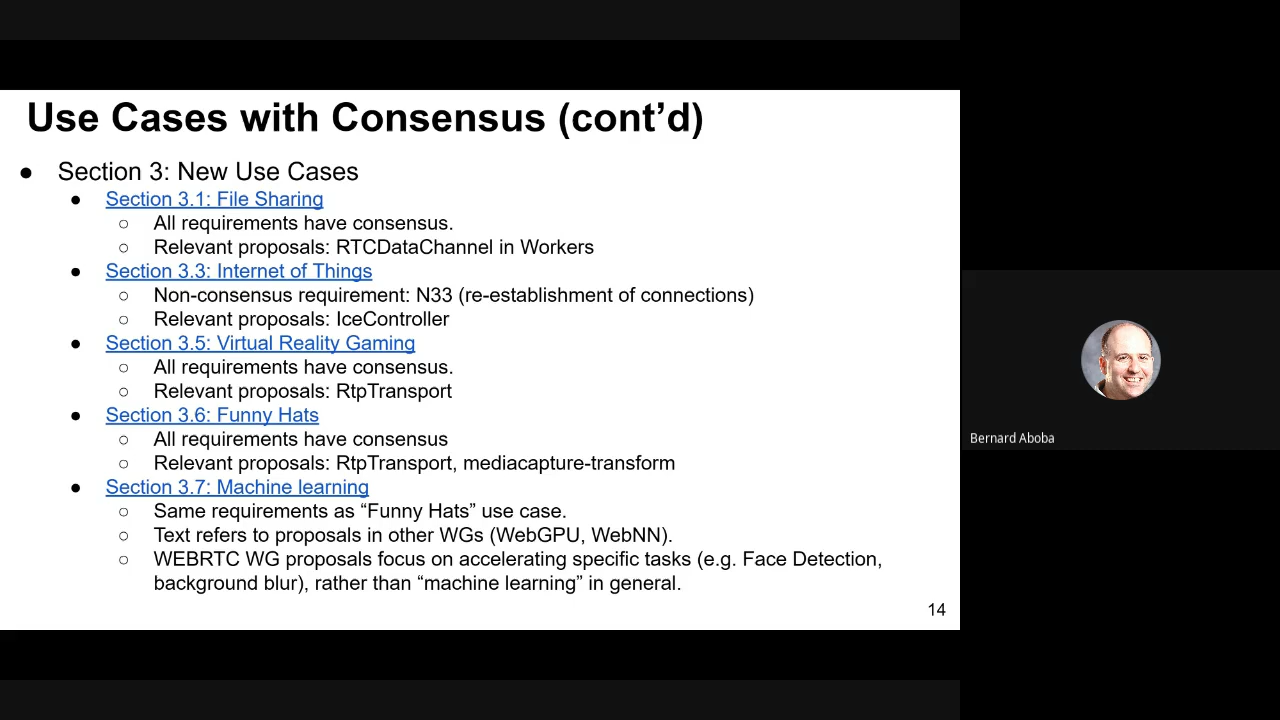 Use Cases with Consensus (cont’d)
● Section 3: New Use Cases
● Section 3.1: File Sharing
○ All requirements have consensus.
○ Relevant proposals: RTCDataChannel in Workers
● Section 3.3: Internet of Things
○ Non-consensus requirement: N33 (re-establishment of connections)
○ Relevant proposals: IceController
● Section 3.5: Virtual Reality Gaming
○ All requirements have consensus.
○ Relevant proposals: RtpTransport
● Section 3.6: Funny Hats
○ All requirements have consensus
○ Relevant proposals: RtpTransport, mediacapture-transform
● Section 3.7: Machine learning
○ Same requirements as “Funny Hats” use case.
○ Text refers to proposals in other WGs (WebGPU, WebNN).
○ WEBRTC WG proposals focus on accelerating specific tasks (e.g. Face Detection,
background blur), rather than “machine learning” in general.
14
Bernard Aboba